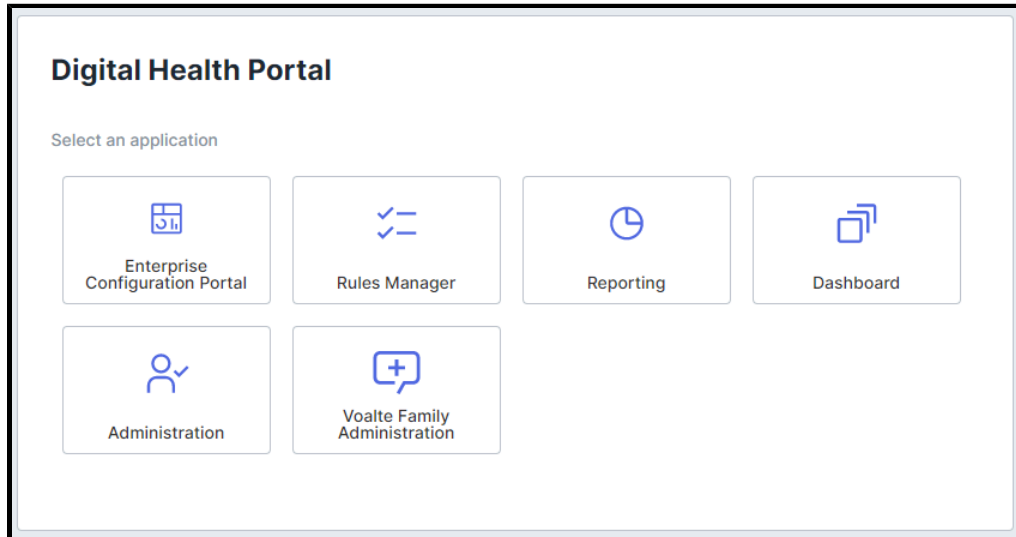 Digital Health Portal
Select an application
Enterprise
Configuration Portal
Rules Manager
Reporting
Dashboard
Administration
Voalte Family
Administration